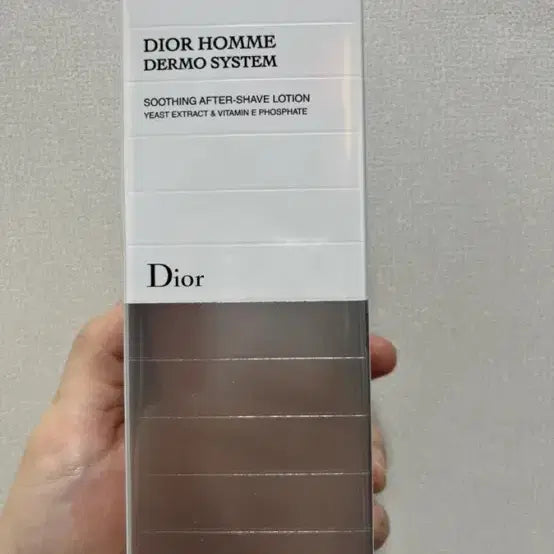 DIOR HOMME
DERMO SYSTEM
SOOTHING AFTER-SHAVE LOTION
YEAST EXTRACT & VITAMIN E PHOSPHATE
Dior